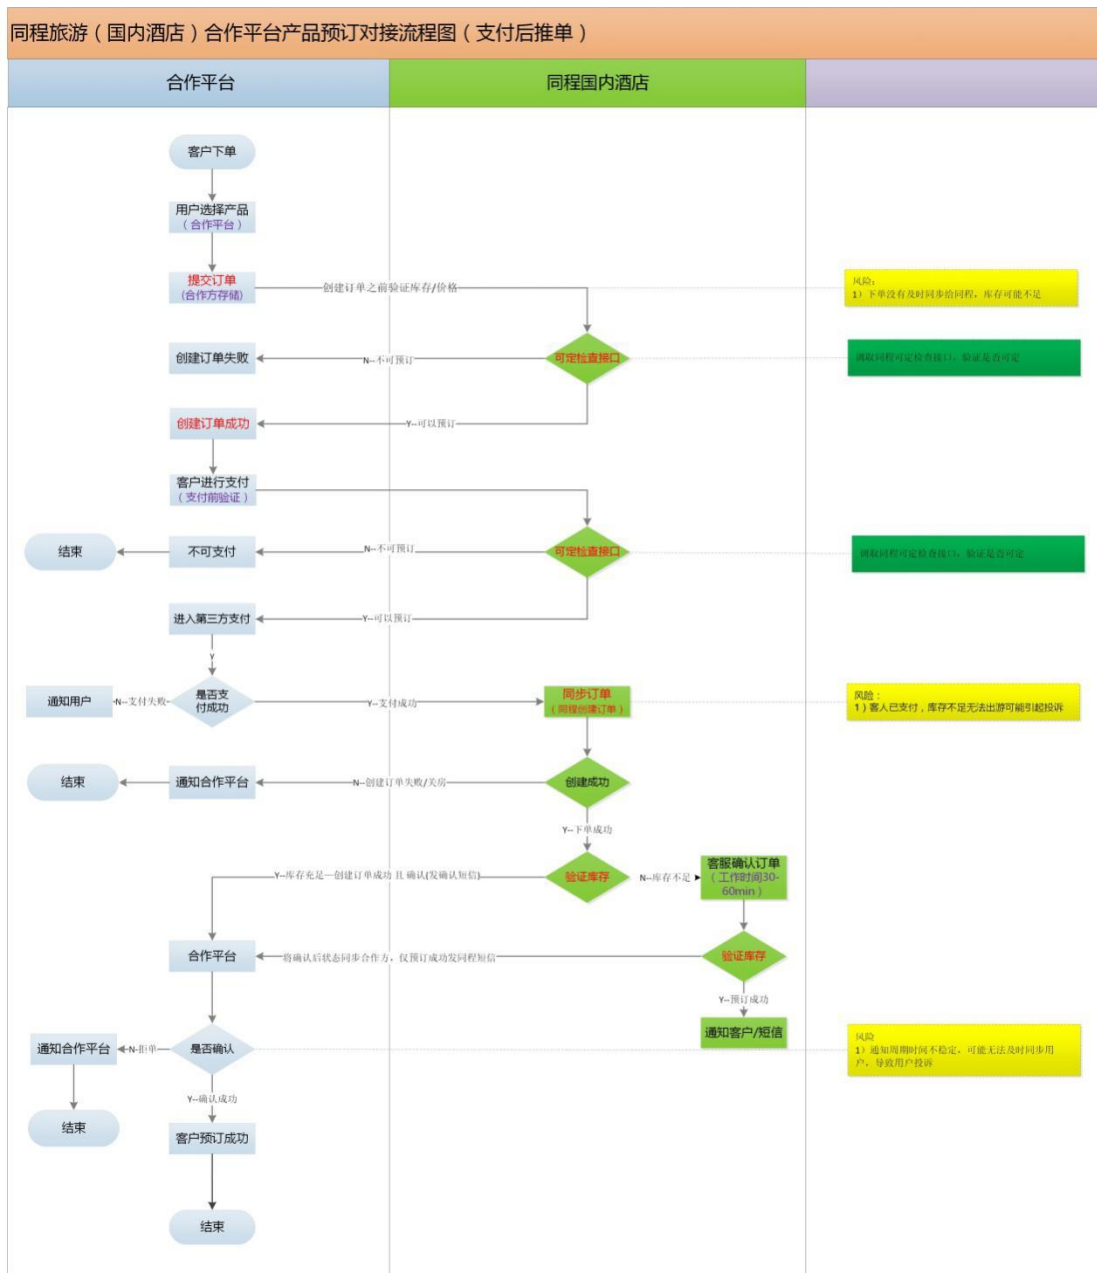 同程旅游（国内酒店）合作平台产品预订对接流程图（支付后推单）
合作平台
同程国内酒店
客户下单
用户选择产品
（合作平台）
提交订单
(合作方存储)
创建订单之前验证库存/价格
风险：
1）下单没有及时同步给同程，库存可能不足
创建订单失败
N--不可预订
可定检查接口
调取同程可定检查接口，验证是否可定
创建订单成功
Y--可以预订
客户进行支付
（支付前验证）
结束
不可支付
N--不可预订
可定检查接口
调取同程可定检查接口，验证是否可定
进入第三方支付
Y--可以预订
Y
通知用户
N--支付失败
是否支
付成功
Y--支付成功
同步订单
（同程创建订单）
风险：
1）客人已支付，库存不足无法出游可能引起投诉
结束
通知合作平台
N--创建订单失败/关房
创建成功
Y--下单成功
Y--库存充足—创建订单成功 且 确认(发确认短信)
验证库存
N--库存不足
客服确认订单
（工作时间30-
60min）
合作平台
将确认后状态同步合作方，仅预订成功发同程短信
验证库存
Y--预订成功
通知客户/短信
通知合作平台
N-拒单
是否确认
风险
1）通知周期时间不稳定，可能无法及时同步用
户，导致用户投诉
Y--确认成功
结束
客户预订成功
结束